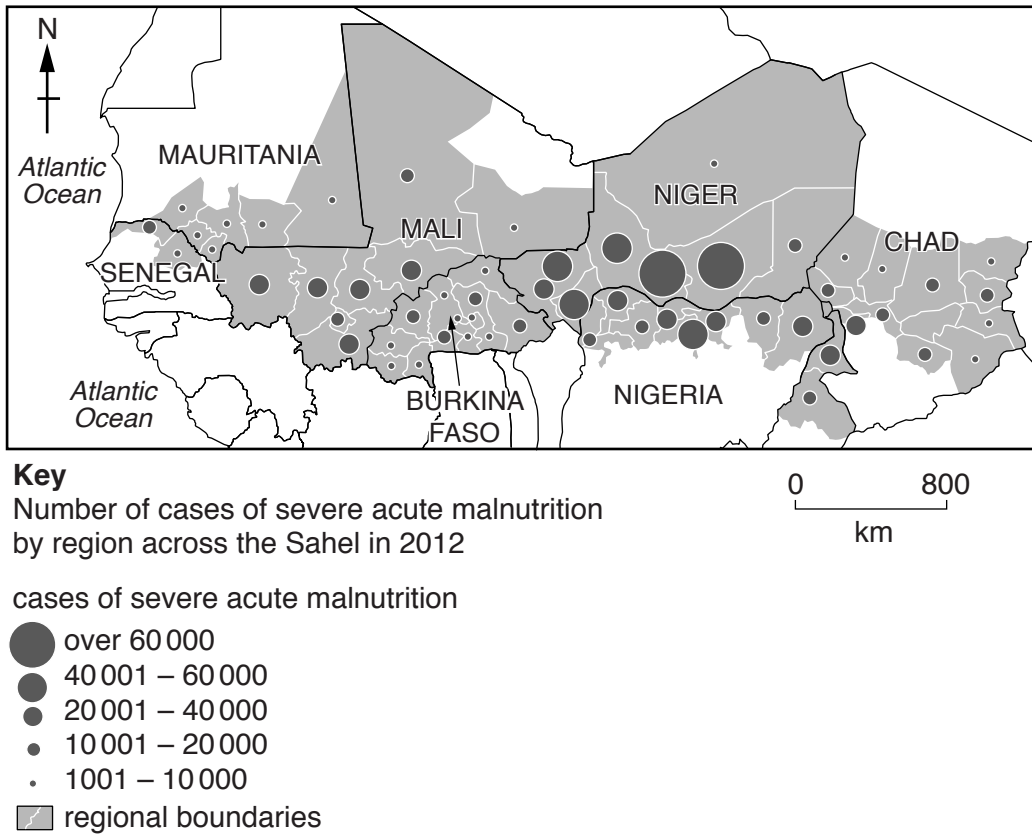 N
Atlantic
Ocean
MAURITANIA
MALI
NIGER
CHAD
SENEGAL
BURKINA
FASO
NIGERIA
Atlantic
Ocean
Key
Number of cases of severe acute malnutrition
by region across the Sahel in 2012
0 800
km
cases of severe acute malnutrition
over 60 000
40 001 – 60 000
20 001 – 40 000
10 001 – 20 000
1001 – 10 000
regional boundaries